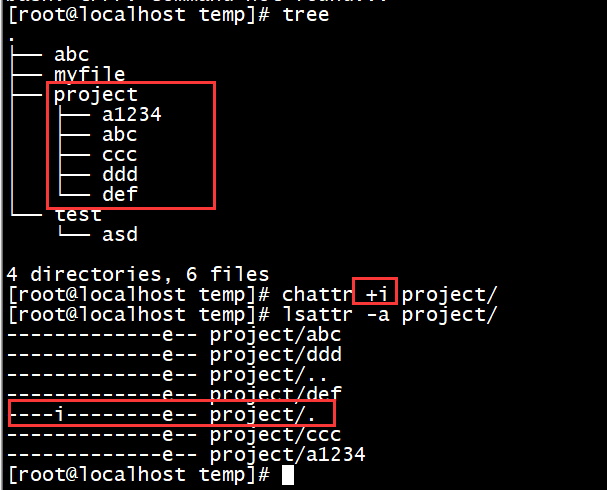 [root@localhost temp]# tree
.
├── abc
├── myfile
├── project
│   ├── a1234
│   ├── abc
│   ├── ccc
│   ├── ddd
│   └── def
└── test
    └── asd
4 directories, 6 files
[root@localhost temp]# chattr +i project/
[root@localhost temp]# lsattr -a project/
-------------e-- project/abc
-------------e-- project/ddd
-------------e-- project/..
-------------e-- project/def
----i--------e-- project/.
-------------e-- project/ccc
-------------e-- project/a1234
[root@localhost temp]#